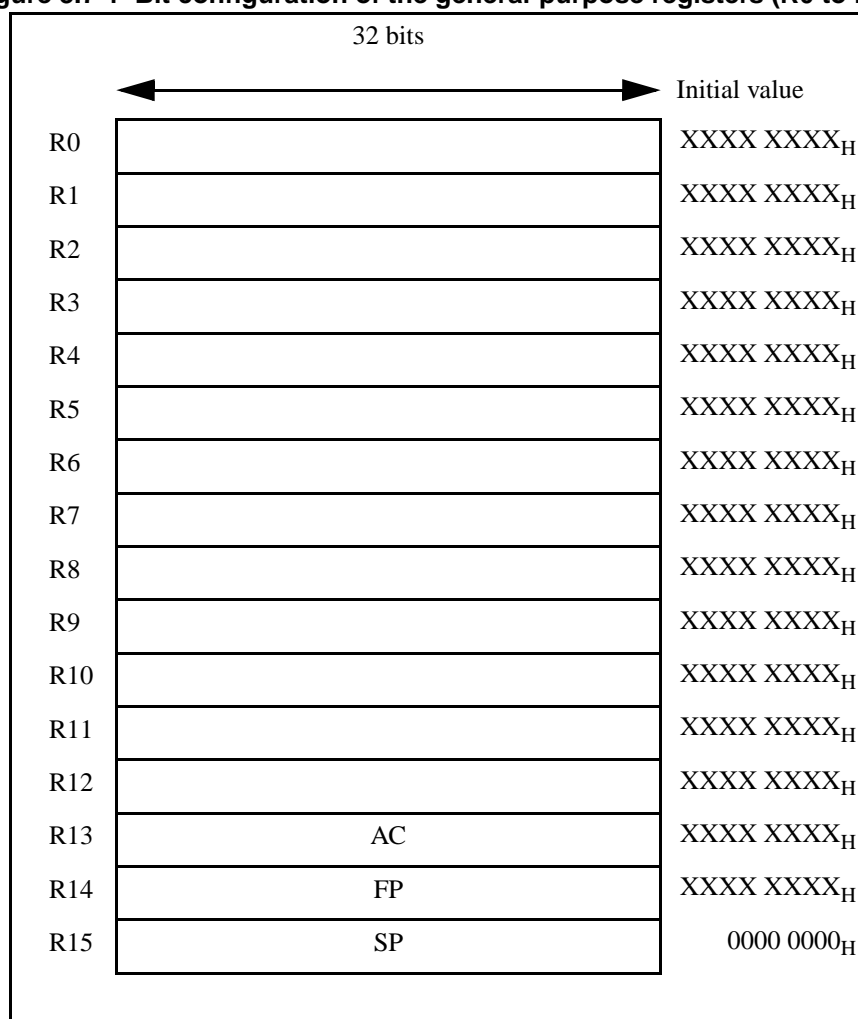 Bit configuration of the general-purpose registers
32 bits
Initial value
R0 XXXX XXXXH
R1 XXXX XXXXH
R2 XXXX XXXXH
R3 XXXX XXXXH
R4 XXXX XXXXH
R5 XXXX XXXXH
R6 XXXX XXXXH
R7 XXXX XXXXH
R8 XXXX XXXXH
R9 XXXX XXXXH
R10 XXXX XXXXH
R11 XXXX XXXXH
R12 XXXX XXXXH
R13 AC XXXX XXXXH
R14 FP XXXX XXXXH
R15 SP 0000 0000H